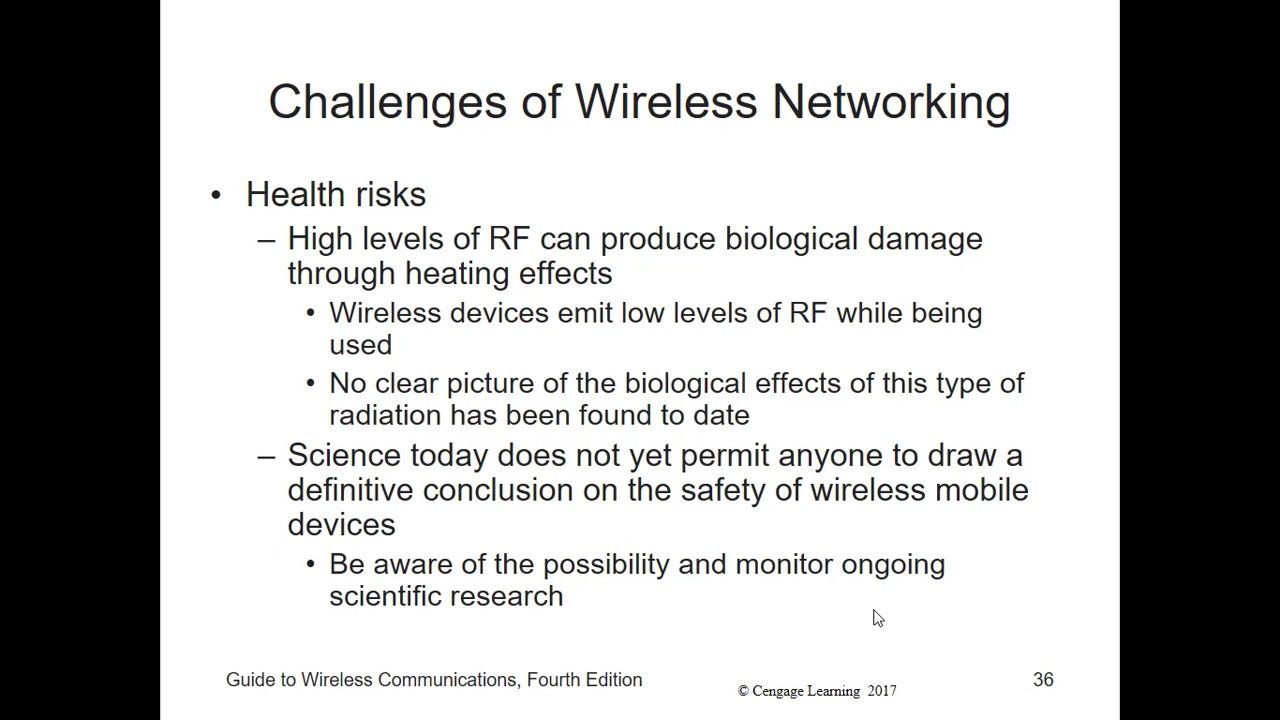 Challenges of Wireless Networking
• Health risks
– High levels of RF can produce biological damage
through heating effects
• Wireless devices emit low levels of RF while being
used
• No clear picture of the biological effects of this type of
radiation has been found to date
– Science today does not yet permit anyone to draw a
definitive conclusion on the safety of wireless mobile
devices
• Be aware of the possibility and monitor ongoing
scientific research
Guide to Wireless Communications, Fourth Edition
© Cengage Learning 2017
36